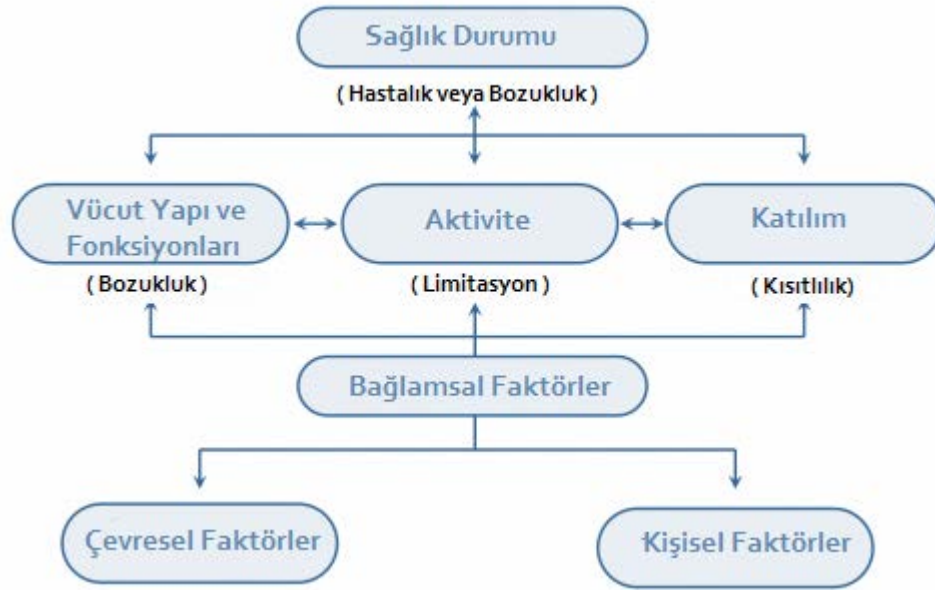 Sağlık Durumu
( Hastalık veya Bozukluk )
Vücut Yapı ve
Fonksiyonları
( Bozukluk )
Aktivite
( Limitasyon )
Katılım
( Kısıtlılık)
Bağlamsal Faktörler
Çevresel Faktörler
Kişisel Faktörler